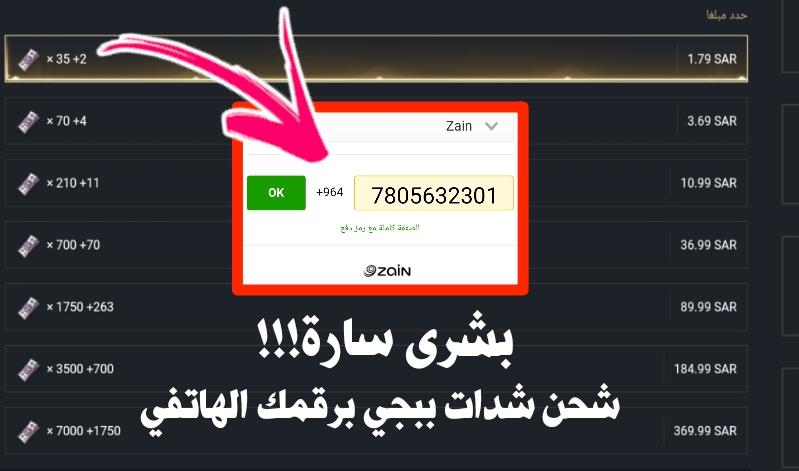 حدد مبلغا
× 35 +2
1.79 SAR
× 70 +4
3.69 SAR
× 210 +11
10.99 SAR
× 700 +70
36.99 SAR
× 1750 +263
89.99 SAR
× 3500 +700
184.99 SAR
× 7000 +1750
369.99 SAR
Zain
OK +964 7805632301
الصفقة كاملة مع رمز دفع
zain
بشرى سارة!!!
شحن شدات ببجي برقمك الهاتفي